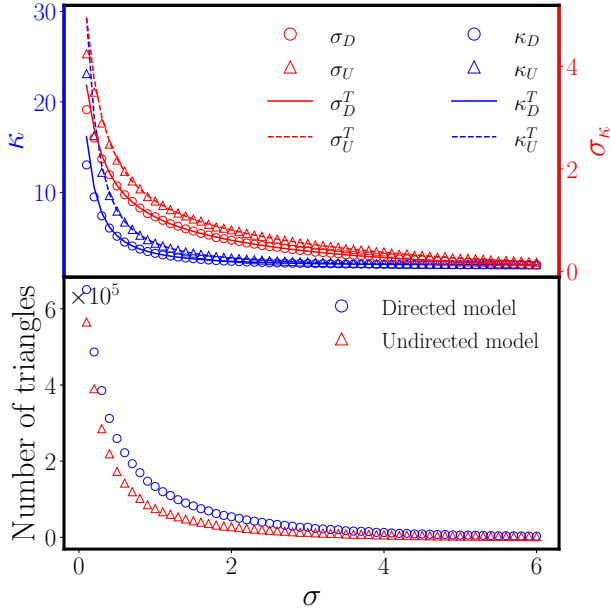 30
20
10
κ
σ_D
σ_U
σ_D^T
σ_U^T
κ_D
κ_U
κ_D^T
κ_U^T
4
2
0
σ_κ
×10^5
6
4
2
0
Number of triangles
Directed model
Undirected model
0
2
4
6
σ